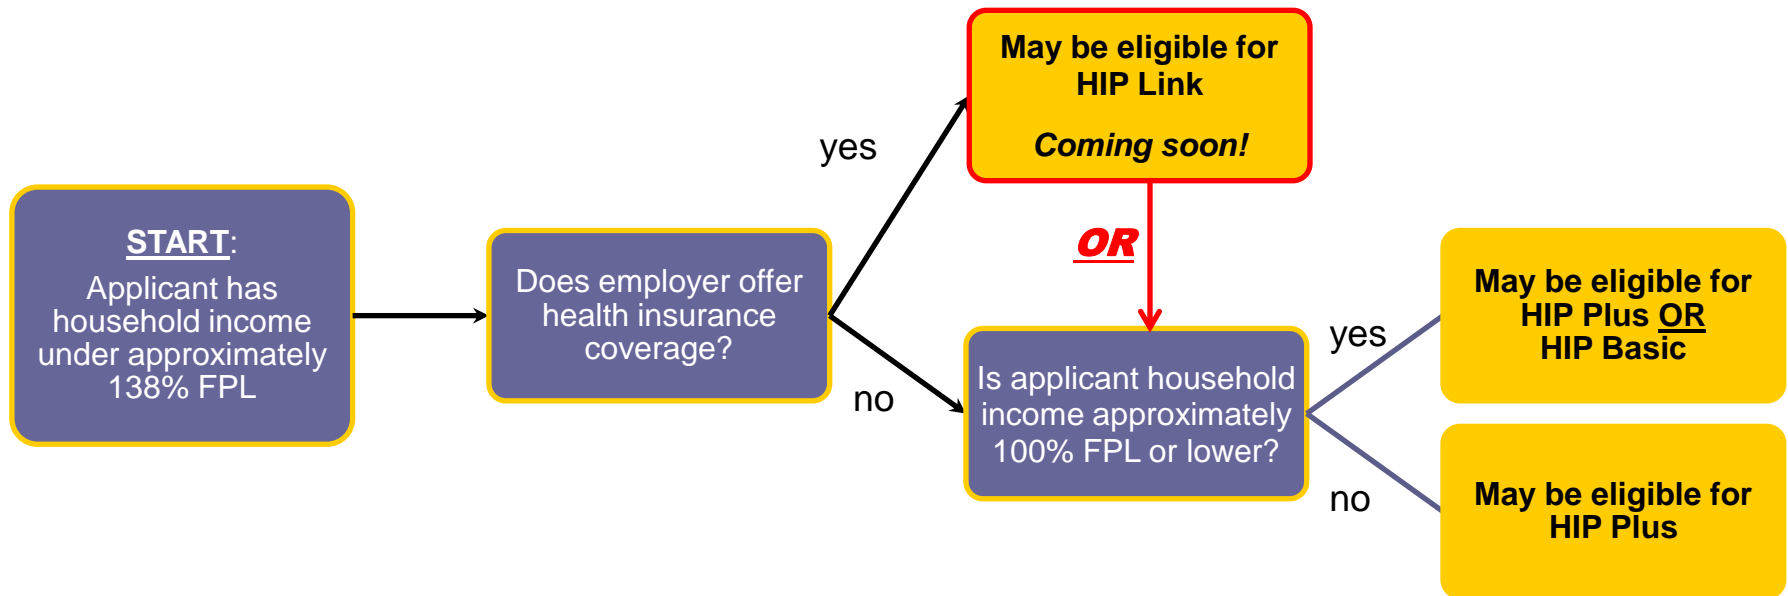 START:
Applicant has
household income
under approximately
138% FPL
Does employer offer
health insurance
coverage?
yes
no
May be eligible for
HIP Link
Coming soon!
OR
Is applicant household
income approximately
100% FPL or lower?
yes
no
May be eligible for
HIP Plus OR
HIP Basic
May be eligible for
HIP Plus